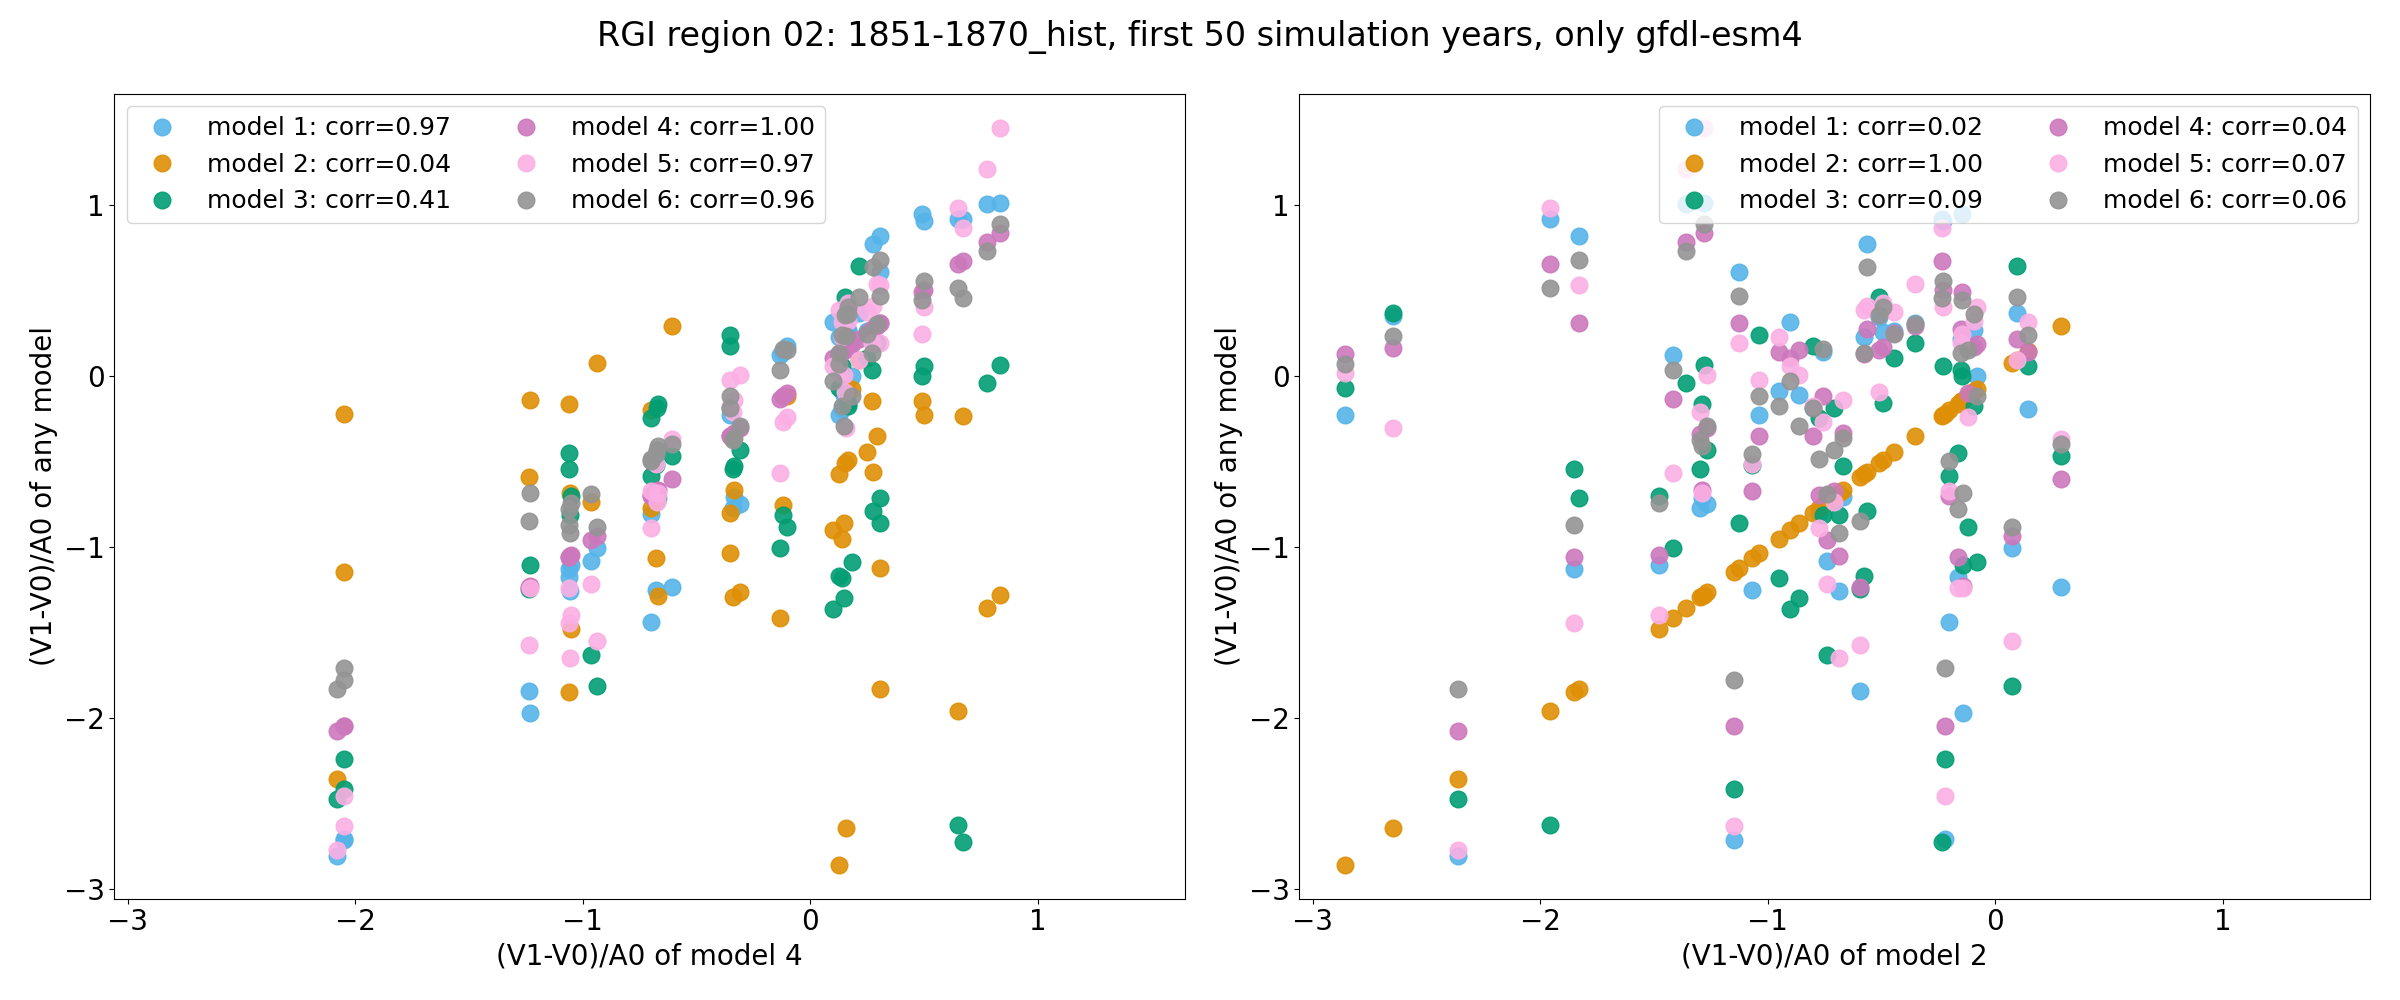 RGI region 02: 1851-1870_hist, first 50 simulation years, only gfdl-esm4
model 1: corr=0.97
model 2: corr=0.04
model 3: corr=0.41
model 4: corr=1.00
model 5: corr=0.97
model 6: corr=0.96
(V1-V0)/A0 of any model
1
0
−1
−2
−3
−3
−2
−1
0
1
(V1-V0)/A0 of model 4
model 1: corr=0.02
model 2: corr=1.00
model 3: corr=0.09
model 4: corr=0.04
model 5: corr=0.07
model 6: corr=0.06
(V1-V0)/A0 of any model
1
0
−1
−2
−3
−3
−2
−1
0
1
(V1-V0)/A0 of model 2